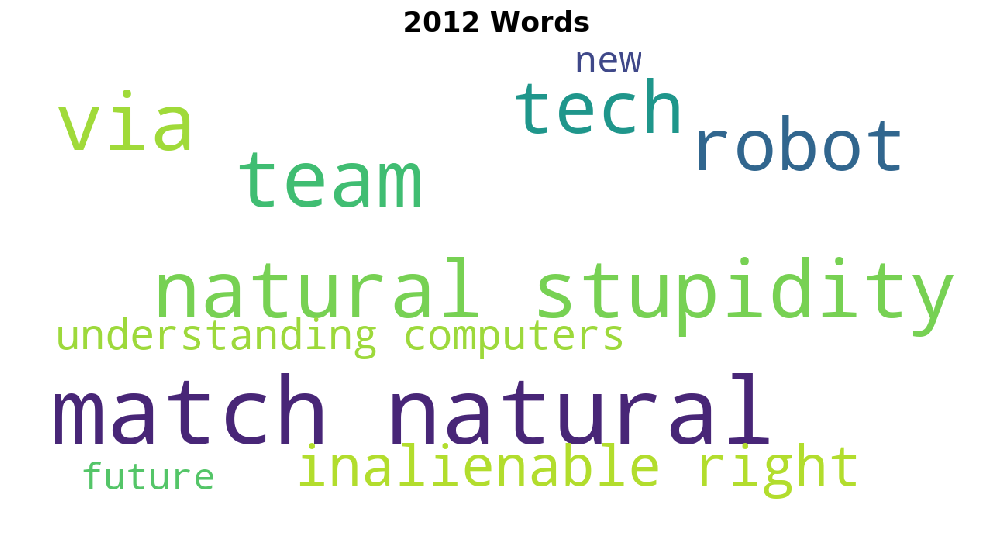 2012 Words
new
via
tech
robot
team
natural stupidity
understanding computers
match natural
inalienable right
future